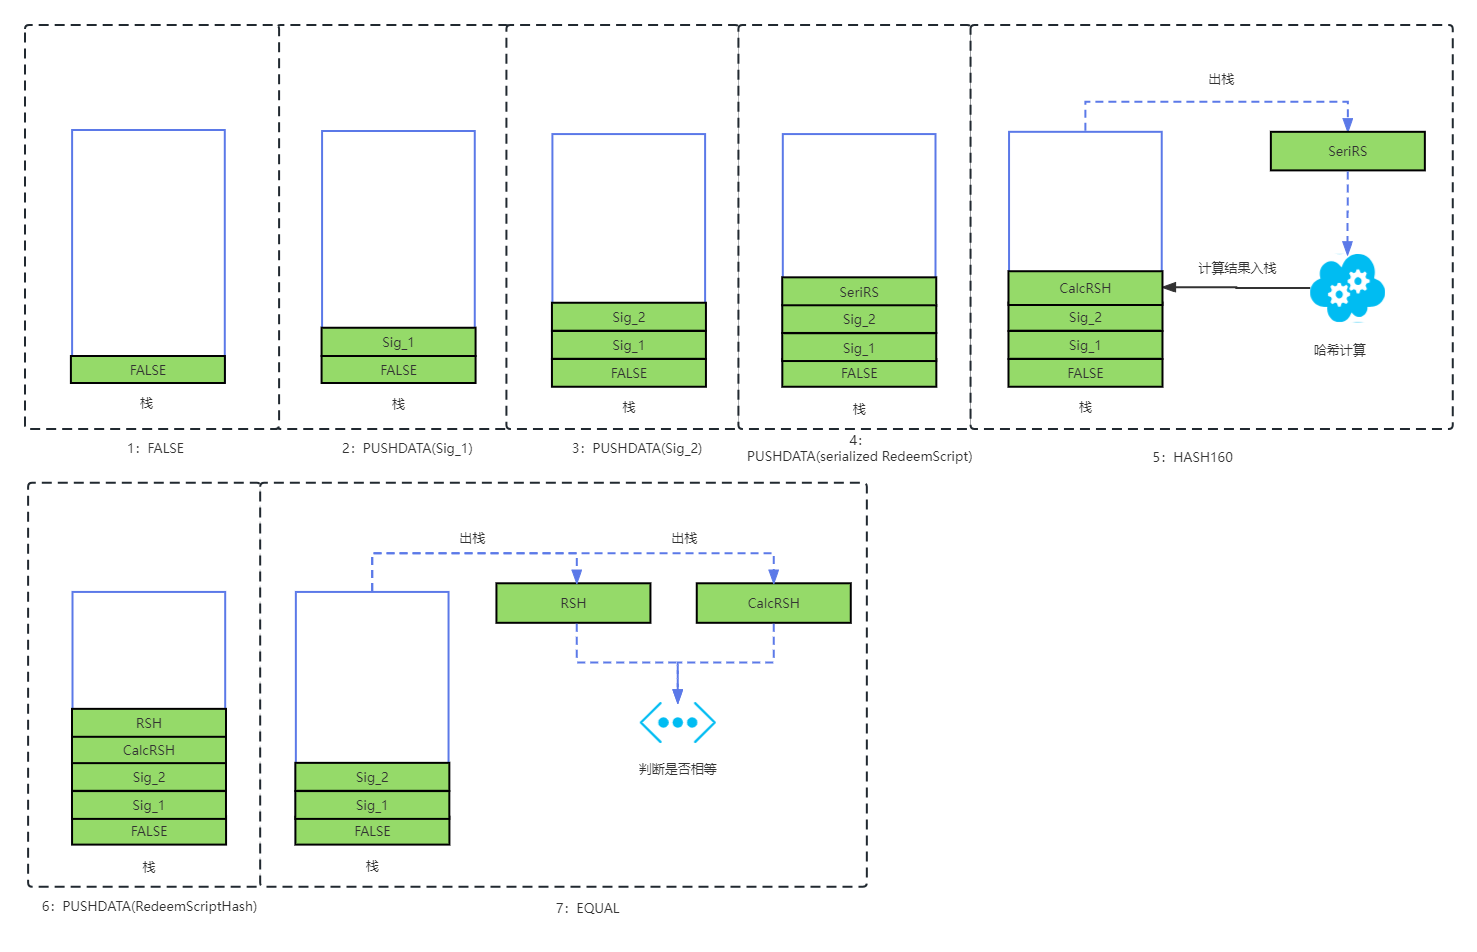 FALSE
栈
1：FALSE
Sig_1
FALSE
栈
2：PUSHDATA(Sig_1)
Sig_2
Sig_1
FALSE
栈
3：PUSHDATA(Sig_2)
SeriRS
Sig_2
Sig_1
FALSE
栈
4：
PUSHDATA(serialized RedeemScript)
出栈
SeriRS
计算结果入栈
CalcRSH
Sig_2
Sig_1
FALSE
栈
哈希计算
5：HASH160
RSH
CalcRSH
Sig_2
Sig_1
FALSE
栈
6：PUSHDATA(RedeemScriptHash)
出栈
出栈
RSH
CalcRSH
判断是否相等
Sig_2
Sig_1
FALSE
栈
7：EQUAL